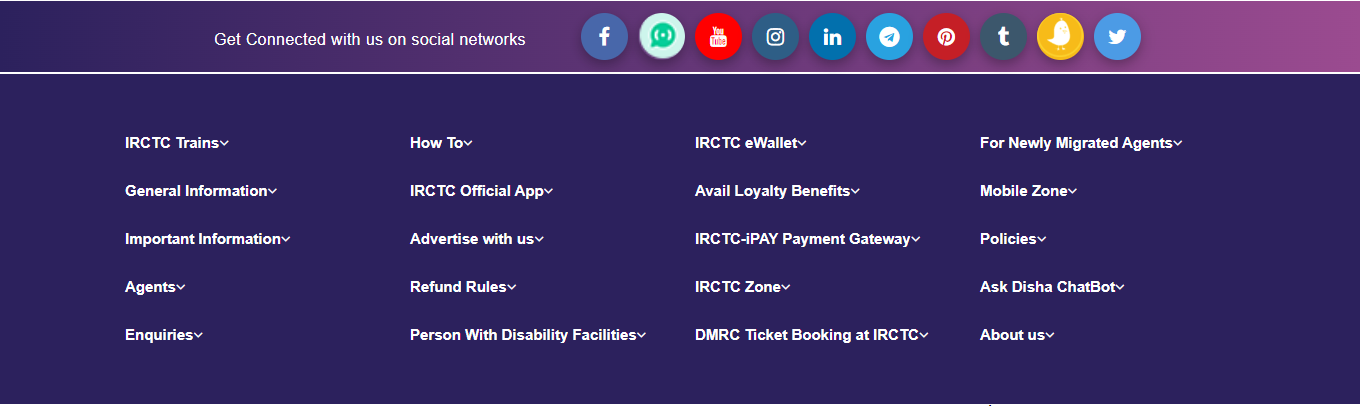 Get Connected with us on social networks
You
Tube
IRCTC Trains
How To
IRCTC eWallet
For Newly Migrated Agents
General Information
IRCTC Official App
Avail Loyalty Benefits
Mobile Zone
Important Information
Advertise with us
IRCTC-iPAY Payment Gateway
Policies
Agents
Refund Rules
IRCTC Zone
Ask Disha ChatBot
Enquiries
Person With Disability Facilities
DMRC Ticket Booking at IRCTC
About us